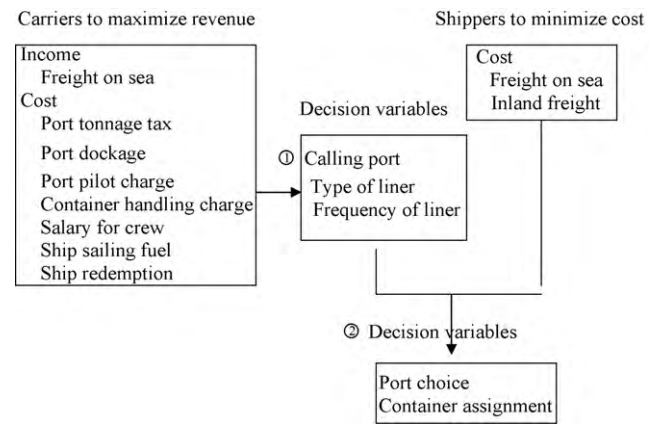 Carriers to maximize revenue
Income
Freight on sea
Cost
Port tonnage tax
Port dockage
Port pilot charge
Container handling charge
Salary for crew
Ship sailing fuel
Ship redemption
Decision variables
① Calling port
Type of liner
Frequency of liner
Shippers to minimize cost
Cost
Freight on sea
Inland freight
② Decision variables
Port choice
Container assignment